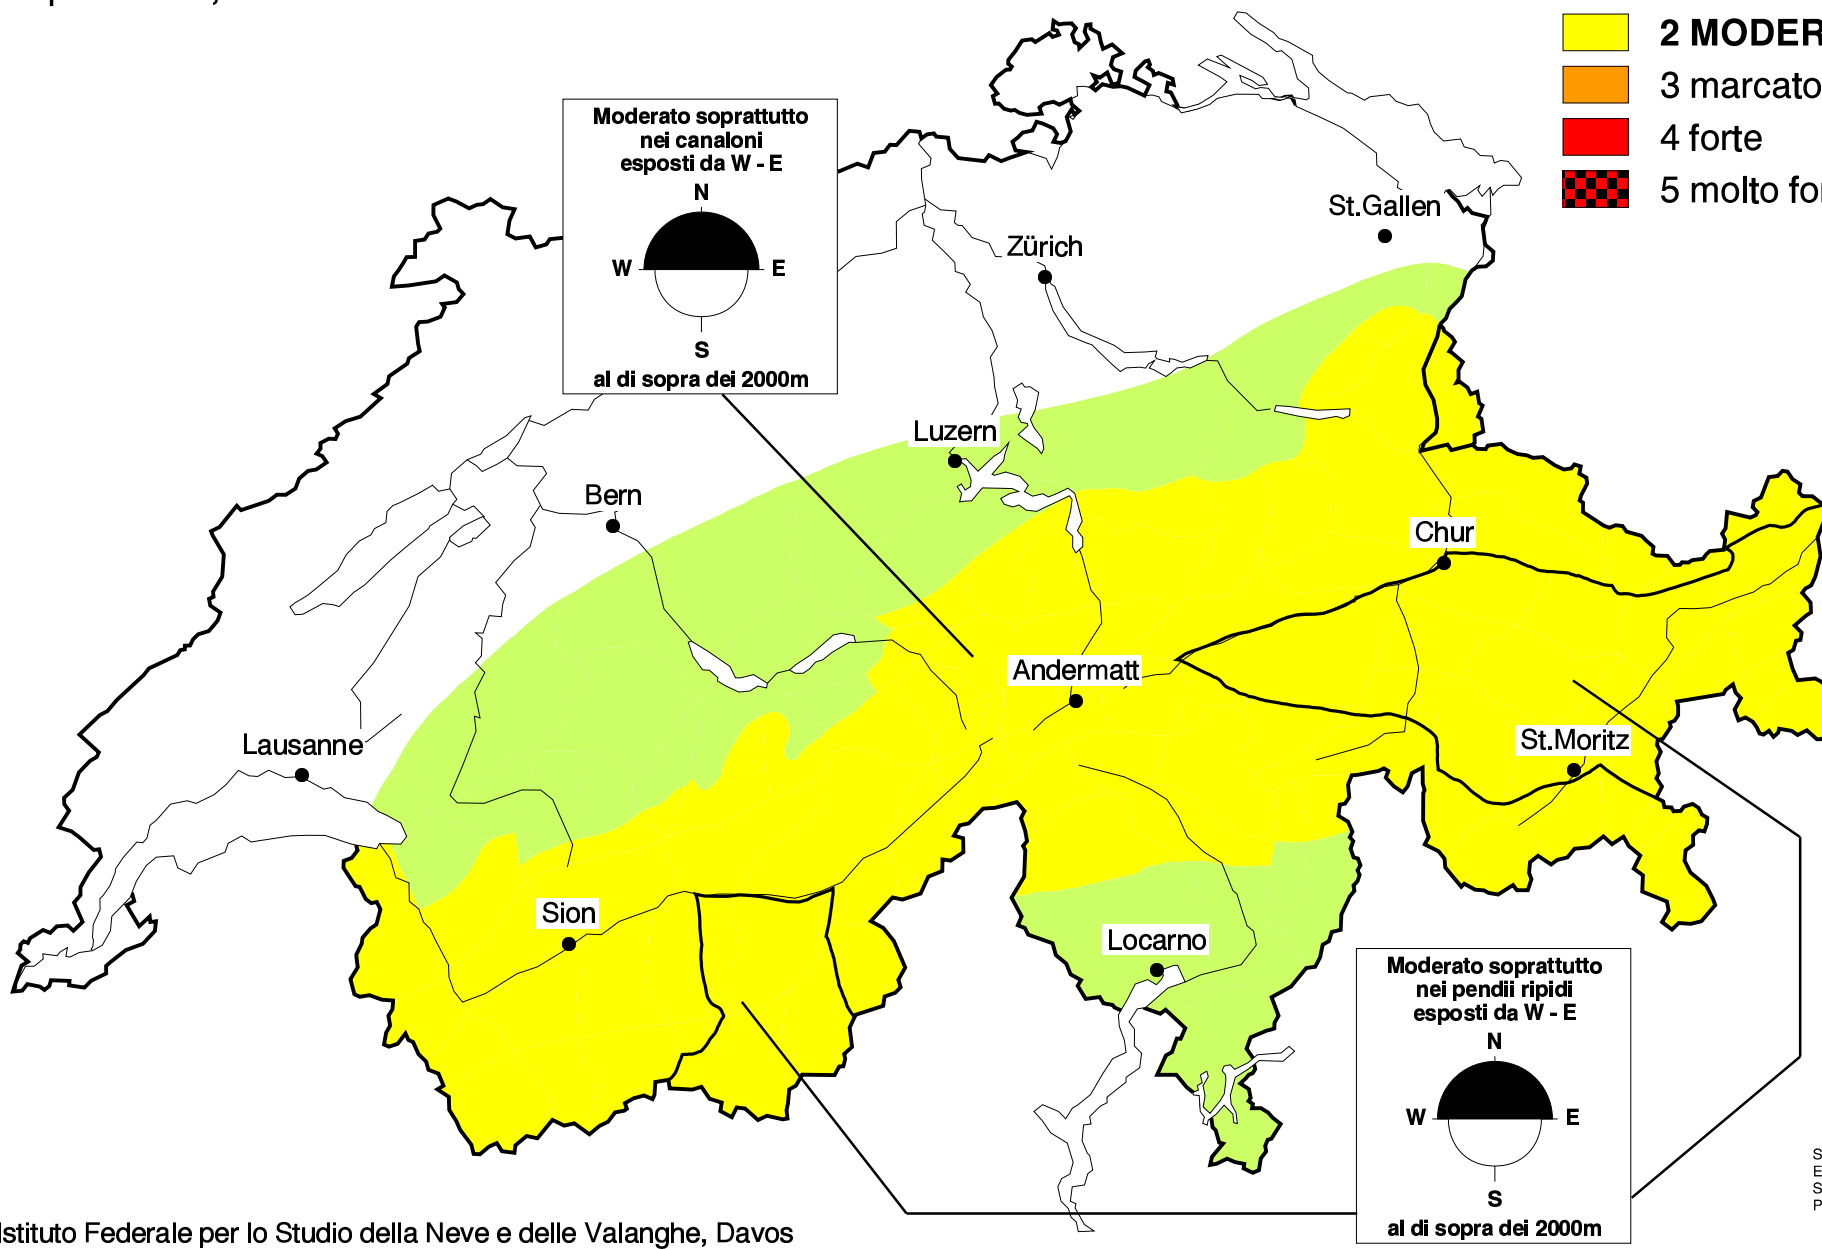 2 MODER
3 marcato
4 forte
5 molto for
Moderato soprattutto
nei canaloni
esposti da W - E
N
W E
S
al di sopra dei 2000m
St.Gallen
Zürich
Luzern
Bern
Chur
Andermatt
St.Moritz
Lausanne
Sion
Locarno
Moderato soprattutto
nei pendii ripidi
esposti da W - E
N
W E
S
al di sopra dei 2000m
S
E
S
P
Istituto Federale per lo Studio della Neve e delle Valanghe, Davos